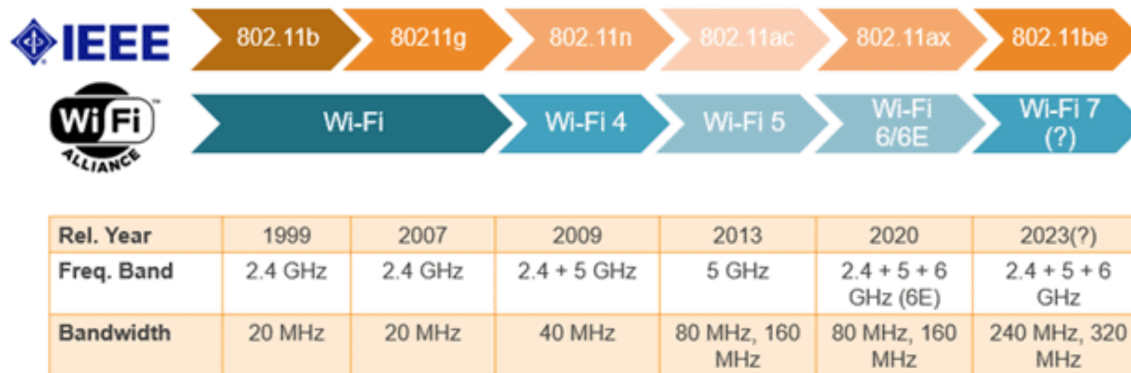 IEEE 802.11b 80211g 802.11n 802.11ac 802.11ax 802.11be
Wi Fi ™
ALLIANCE
Wi-Fi Wi-Fi 4 Wi-Fi 5 Wi-Fi 6/6E Wi-Fi 7 (?)
Rel. Year 1999 2007 2009 2013 2020 2023(?)
Freq. Band 2.4 GHz 2.4 GHz 2.4 + 5 GHz 5 GHz 2.4 + 5 + 6 GHz (6E) 2.4 + 5 + 6 GHz
Bandwidth 20 MHz 20 MHz 40 MHz 80 MHz, 160 MHz 80 MHz, 160 MHz 240 MHz, 320 MHz